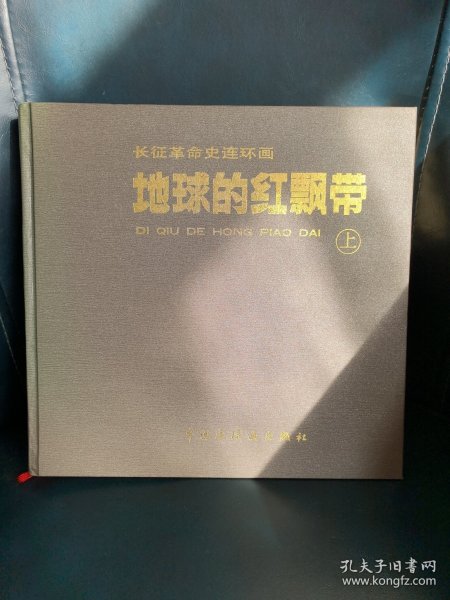 长征革命史连环画
地球的红飘带
DI QIU DE HONG PIAO DAI
上
孔夫子旧书网
www.kongfz.com